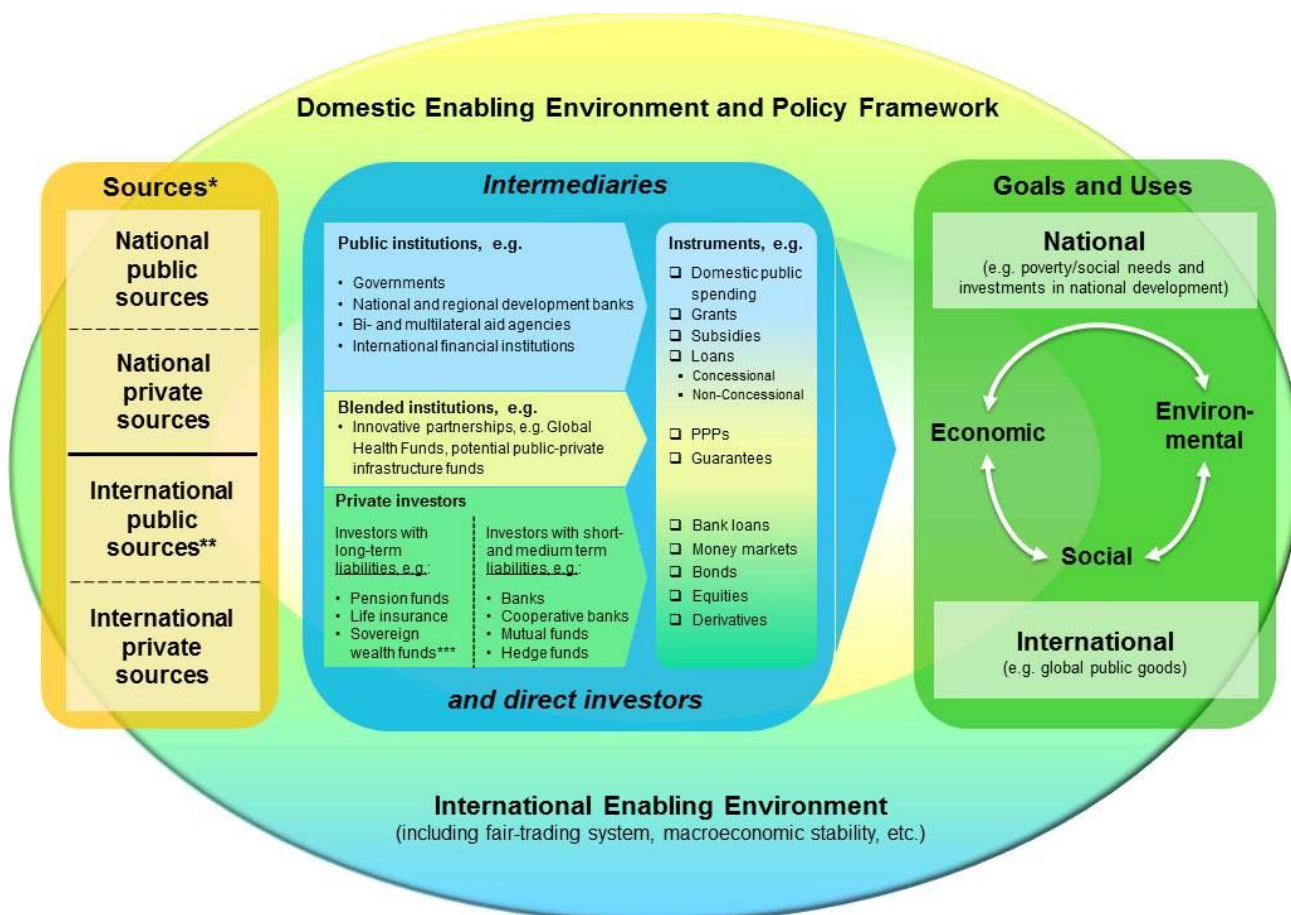 Domestic Enabling Environment and Policy Framework
Sources*
National
public
sources
National
private
sources
International
public
sources**
International
private
sources
Intermediaries
Public institutions, e.g.
• Governments
• National and regional development banks
• Bi- and multilateral aid agencies
• International financial institutions
Blended institutions, e.g.
• Innovative partnerships, e.g. Global
Health Funds, potential public-private
infrastructure funds
Private investors
Investors with
long-term
liabilities, e.g.:
• Pension funds
• Life insurance
• Sovereign
wealth funds***
Investors with short-
and medium term
liabilities, e.g.:
• Banks
• Cooperative banks
• Mutual funds
• Hedge funds
Instruments, e.g.
❑ Domestic public
spending
❑ Grants
❑ Subsidies
❑ Loans
▪ Concessional
▪ Non-Concessional
❑ PPPs
❑ Guarantees
❑ Bank loans
❑ Money markets
❑ Bonds
❑ Equities
❑ Derivatives
and direct investors
Goals and Uses
National
(e.g. poverty/social needs and
investments in national development)
Economic
Environ-
mental
Social
International
(e.g. global public goods)
International Enabling Environment
(including fair-trading system, macroeconomic stability, etc.)